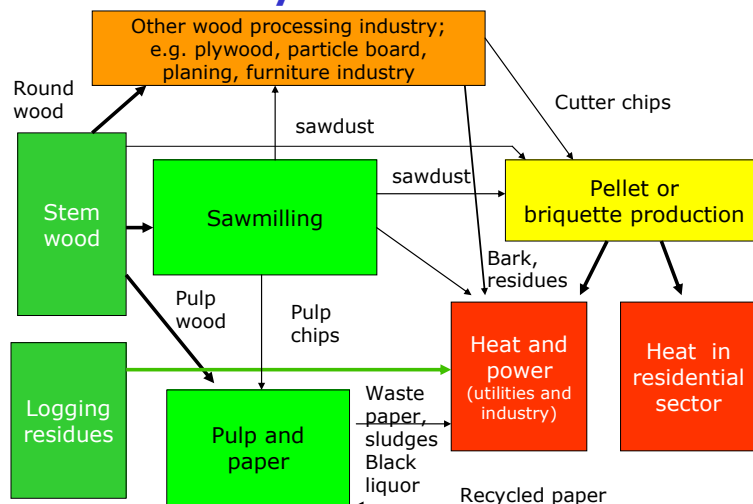 Other wood processing industry;
e.g. plywood, particle board,
planing, furniture industry
Round
wood
Cutter chips
sawdust
Stem
wood
Sawmilling
sawdust
Pellet or
briquette production
Bark,
residues
Pulp
wood
Pulp
chips
Heat and
power
(utilities and
industry)
Heat in
residential
sector
Logging
residues
Pulp and
paper
Waste
paper,
sludges
Black
liquor
Recycled paper